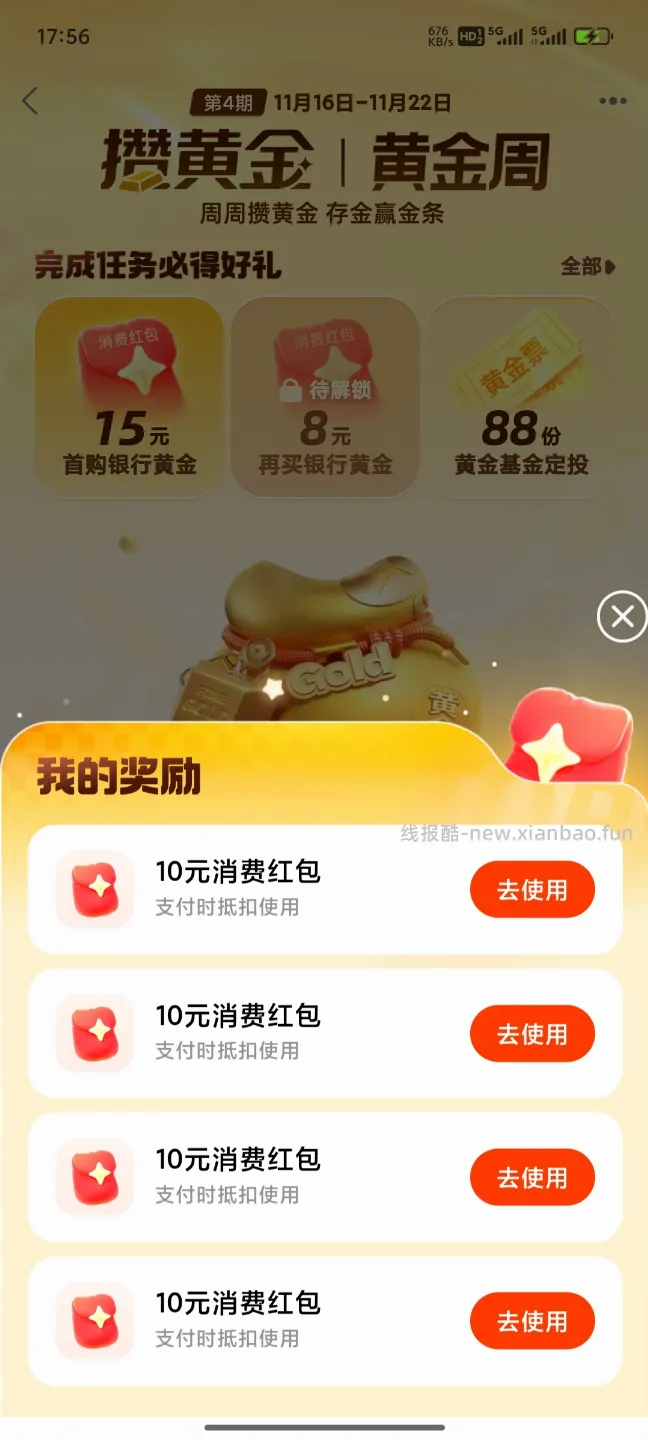 17:56
676
KB/s
HD 1 2
5G
5G
第4期 11月16日-11月22日
攒黄金 | 黄金周
周周攒黄金 存金赢金条
完成任务必得好礼
全部
消费红包
15元
首购银行黄金
消费红包
待解锁
8元
再买银行黄金
黄金票
88份
黄金基金定投
Gold
GOLD
黄
我的奖励
线报酷-new.xianbao.fun
10元消费红包
支付时抵扣使用
去使用
10元消费红包
支付时抵扣使用
去使用
10元消费红包
支付时抵扣使用
去使用
10元消费红包
支付时抵扣使用
去使用